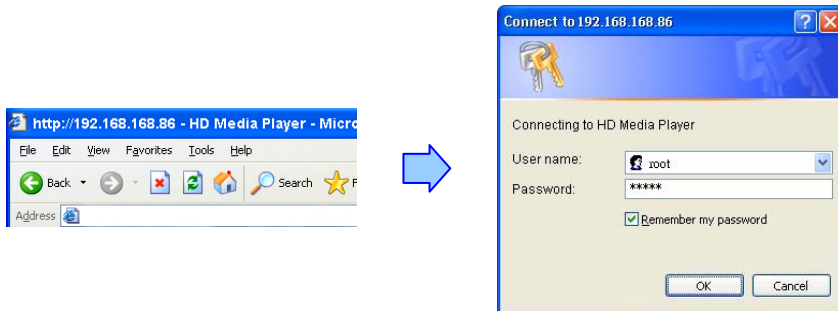 http://192.168.168.86 - HD Media Player - Micro
File Edit View Favorites Tools Help
Back Search F
Address
Connect to 192.168.168.86
Connecting to HD Media Player
User name: root
Password: *****
Remember my password
OK Cancel